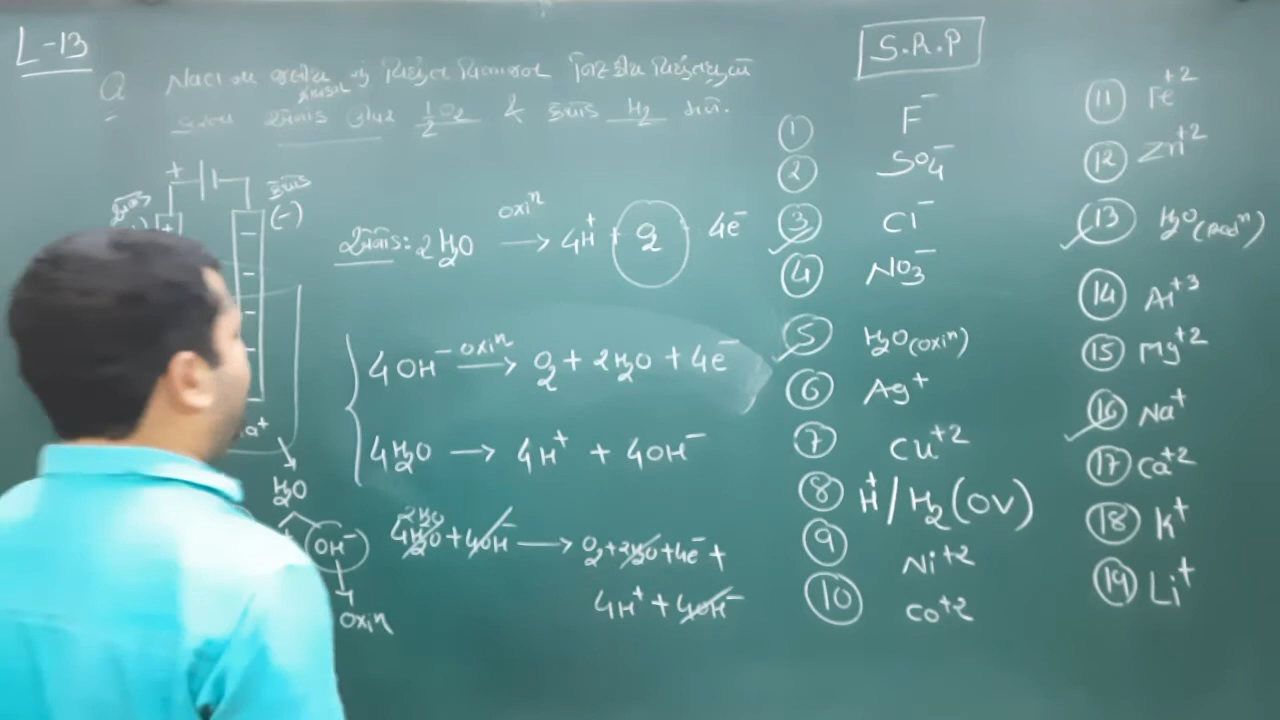 L-13
S.R.P
Q NaCl ના જલીય દ્રાવણ નું વિદ્યુત વિભાજન
એનોડ ઉપર 1/2 O2 & કેથોડ H2 મળે.
+
એનોડ
કેથોડ
(-)
+
એનોડ: 2H2O —oxiⁿ→ 4H⁺ + O2 4e⁻
4OH⁻ —oxiⁿ→ O2 + 2H2O + 4e⁻
4H2O → 4H⁺ + 4OH⁻
2H2O
4H2O + 4OH⁻ → O2 + 2H2O + 4e⁻ +
4H⁺ + 4OH⁻
a⁺
H2O
OH⁻
oxiⁿ
① F⁻
② SO4⁻
③ Cl⁻
④ NO3⁻
⑤ H2O(oxiⁿ)
⑥ Ag⁺
⑦ Cu⁺²
⑧ H⁺/H2(OV)
⑨ Ni⁺²
⑩ Co⁺²
⑪ Fe⁺²
⑫ Zn⁺²
⑬ H2O(Redⁿ)
⑭ Al⁺³
⑮ Mg⁺²
⑯ Na⁺
⑰ Ca⁺²
⑱ K⁺
⑲ Li⁺